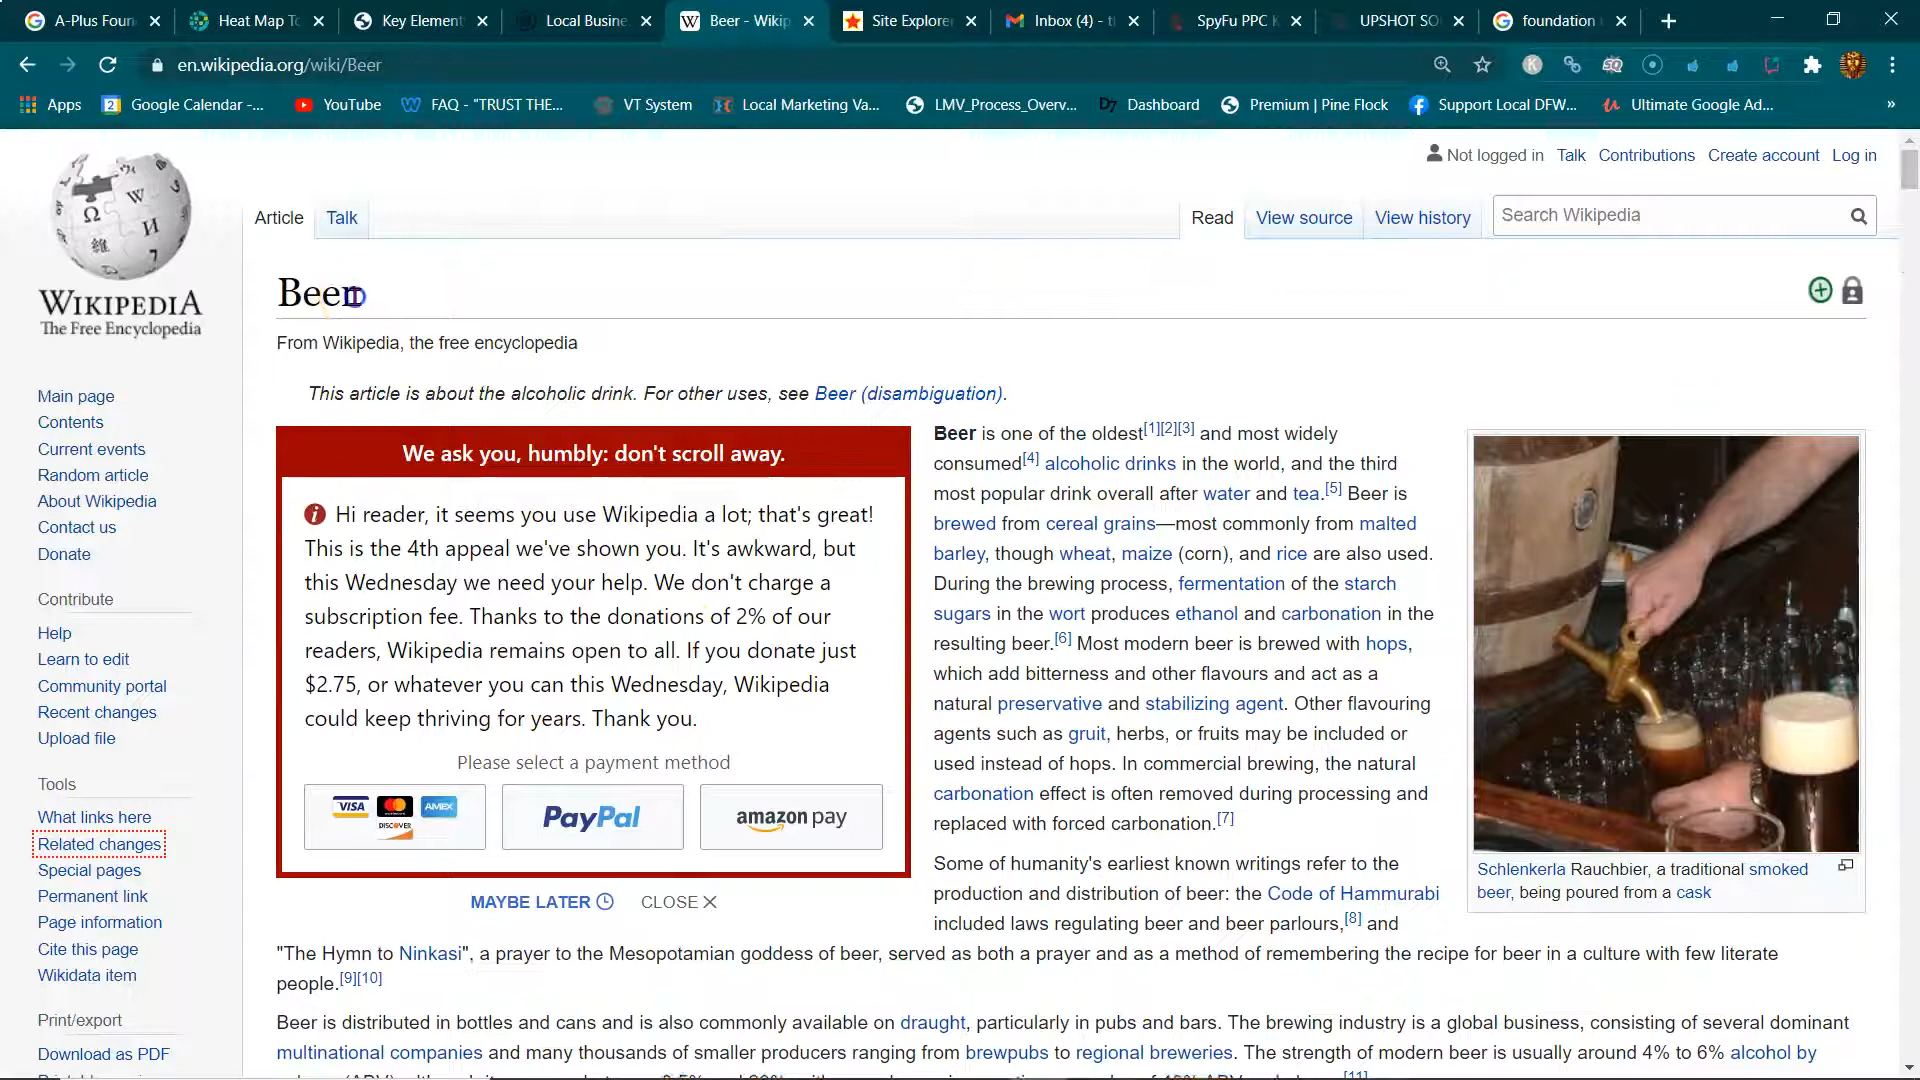 A-Plus Foun
Heat Map To
Key Element
Local Busine
Beer - Wikip
Site Explorer
Inbox (4) - t
SpyFu PPC K
UPSHOT SO
foundation
en.wikipedia.org/wiki/Beer
Apps
Google Calendar -...
YouTube
FAQ - "TRUST THE...
VT System
Local Marketing Va...
LMV_Process_Overv...
Dashboard
Premium | Pine Flock
Support Local DFW...
Ultimate Google Ad...
»
Not logged in Talk Contributions Create account Log in
WIKIPEDIA
The Free Encyclopedia
Article Talk Read View source View history Search Wikipedia
Beer
From Wikipedia, the free encyclopedia
This article is about the alcoholic drink. For other uses, see Beer (disambiguation).
Main page
Contents
Current events
Random article
About Wikipedia
Contact us
Donate
Contribute
Help
Learn to edit
Community portal
Recent changes
Upload file
Tools
What links here
Related changes
Special pages
Permanent link
Page information
Cite this page
Wikidata item
Print/export
Download as PDF
We ask you, humbly: don't scroll away.
Hi reader, it seems you use Wikipedia a lot; that's great!
This is the 4th appeal we've shown you. It's awkward, but
this Wednesday we need your help. We don't charge a
subscription fee. Thanks to the donations of 2% of our
readers, Wikipedia remains open to all. If you donate just
$2.75, or whatever you can this Wednesday, Wikipedia
could keep thriving for years. Thank you.
Please select a payment method
VISA mastercard AMEX
DISCOVER
PayPal
amazon pay
MAYBE LATER CLOSE
Beer is one of the oldest[1][2][3] and most widely
consumed[4] alcoholic drinks in the world, and the third
most popular drink overall after water and tea.[5] Beer is
brewed from cereal grains—most commonly from malted
barley, though wheat, maize (corn), and rice are also used.
During the brewing process, fermentation of the starch
sugars in the wort produces ethanol and carbonation in the
resulting beer.[6] Most modern beer is brewed with hops,
which add bitterness and other flavours and act as a
natural preservative and stabilizing agent. Other flavouring
agents such as gruit, herbs, or fruits may be included or
used instead of hops. In commercial brewing, the natural
carbonation effect is often removed during processing and
replaced with forced carbonation.[7]
Some of humanity's earliest known writings refer to the
production and distribution of beer: the Code of Hammurabi
included laws regulating beer and beer parlours,[8] and
"The Hymn to Ninkasi", a prayer to the Mesopotamian goddess of beer, served as both a prayer and as a method of remembering the recipe for beer in a culture with few literate
people.[9][10]
Beer is distributed in bottles and cans and is also commonly available on draught, particularly in pubs and bars. The brewing industry is a global business, consisting of several dominant
multinational companies and many thousands of smaller producers ranging from brewpubs to regional breweries. The strength of modern beer is usually around 4% to 6% alcohol by
Schlenkerla Rauchbier, a traditional smoked
beer, being poured from a cask